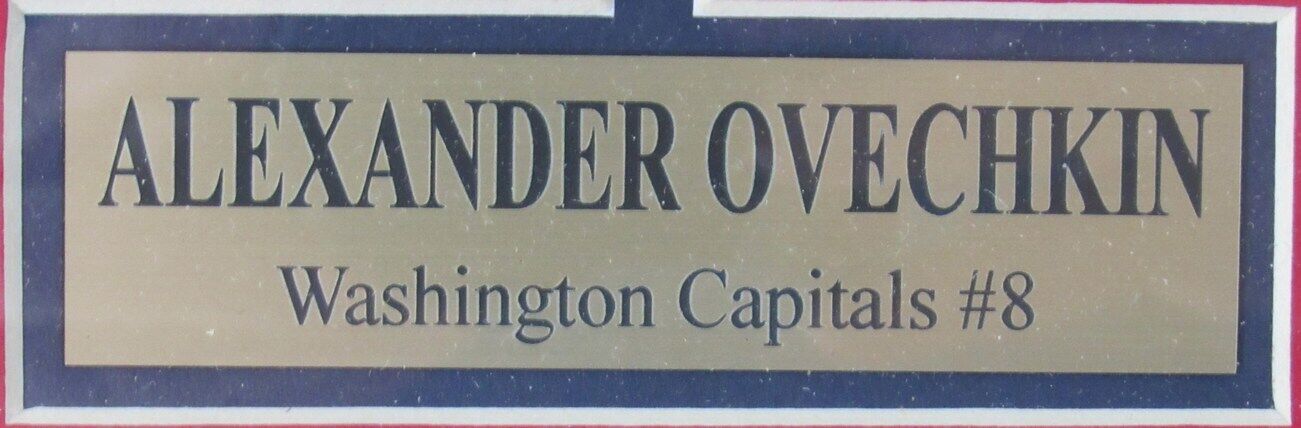 ALEXANDER OVECHKIN
Washington Capitals #8